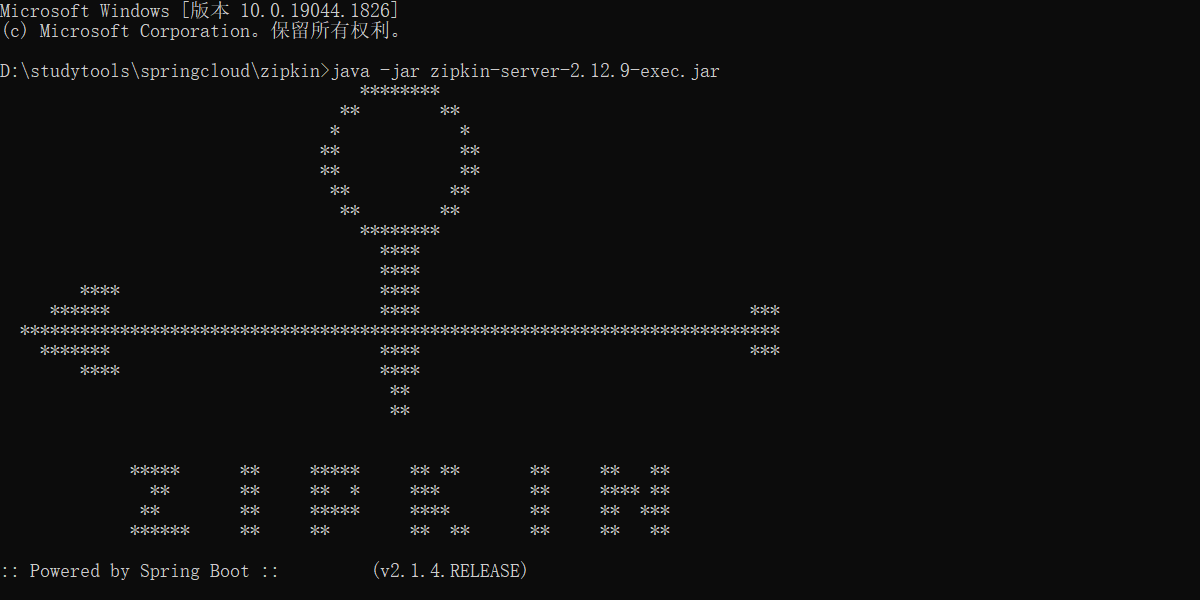 Microsoft Windows [版本 10.0.19044.1826]
(c) Microsoft Corporation。保留所有权利。
D:\studytools\springcloud\zipkin>java -jar zipkin-server-2.12.9-exec.jar
ZIPKIN
:: Powered by Spring Boot :: (v2.1.4.RELEASE)